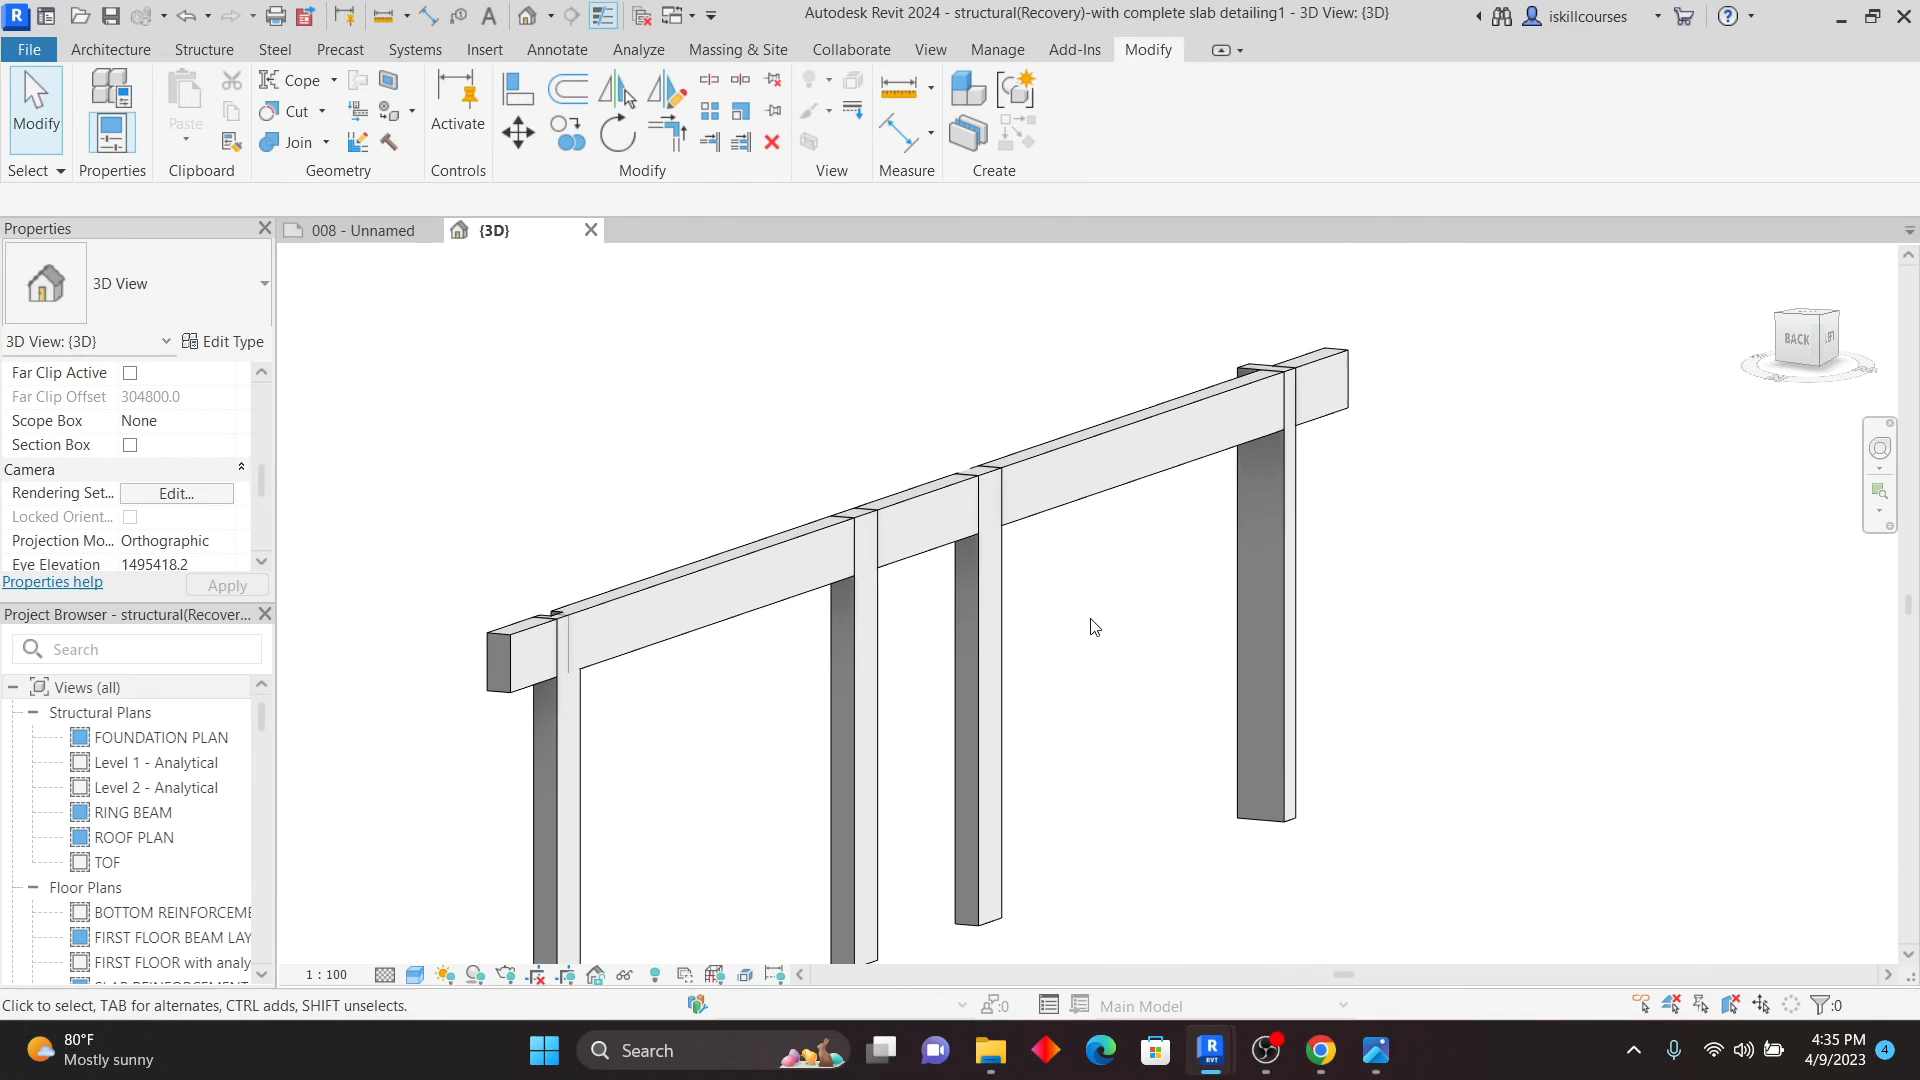 Autodesk Revit 2024 - structural(Recovery)-with complete slab detailing1 - 3D View: {3D}
iskillcourses
File Architecture Structure Steel Precast Systems Insert Annotate Analyze Massing & Site Collaborate View Manage Add-Ins Modify
Modify Paste Cope Cut Join Activate
Select Properties Clipboard Geometry Controls Modify View Measure Create
Properties
008 - Unnamed {3D}
3D View
3D View: {3D} Edit Type
Far Clip Active
Far Clip Offset 304800.0
Scope Box None
Section Box
Camera
Rendering Set... Edit...
Locked Orient...
Projection Mo... Orthographic
Eye Elevation 1495418.2
Properties help Apply
Project Browser - structural(Recover...
Search
Views (all)
Structural Plans
FOUNDATION PLAN
Level 1 - Analytical
Level 2 - Analytical
RING BEAM
ROOF PLAN
TOF
Floor Plans
BOTTOM REINFORCEME
FIRST FLOOR BEAM LAY
FIRST FLOOR with analy
BACK LEFT
1 : 100
Click to select, TAB for alternates, CTRL adds, SHIFT unselects.
:0
Main Model
:0
80°F
Mostly sunny
Search
R
RVT
4:35 PM
4/9/2023
4